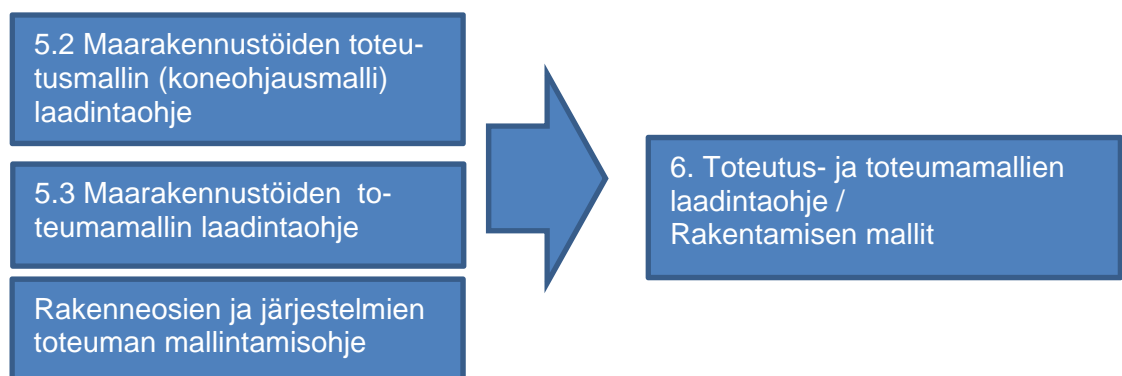 5.2 Maarakennustöiden toteu-
tusmallin (koneohjausmalli)
laadintaohje
5.3 Maarakennustöiden to-
teumamallin laadintaohje
Rakenneosien ja järjestelmien
toteuman mallintamisohje
6. Toteutus- ja toteumamallien
laadintaohje /
Rakentamisen mallit